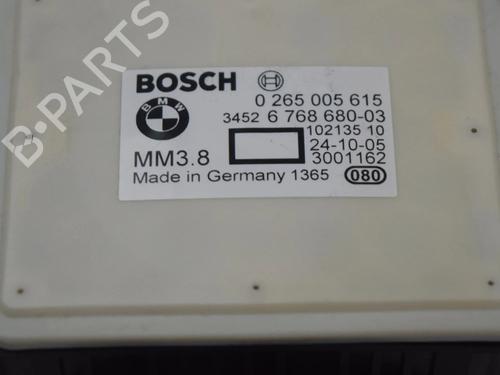 B-PARTS
BOSCH
0 265 005 615
BMW
3452 6 768 680-03
102135 10
MM3.8
24-10-05
3001162
Made in Germany 1365
080